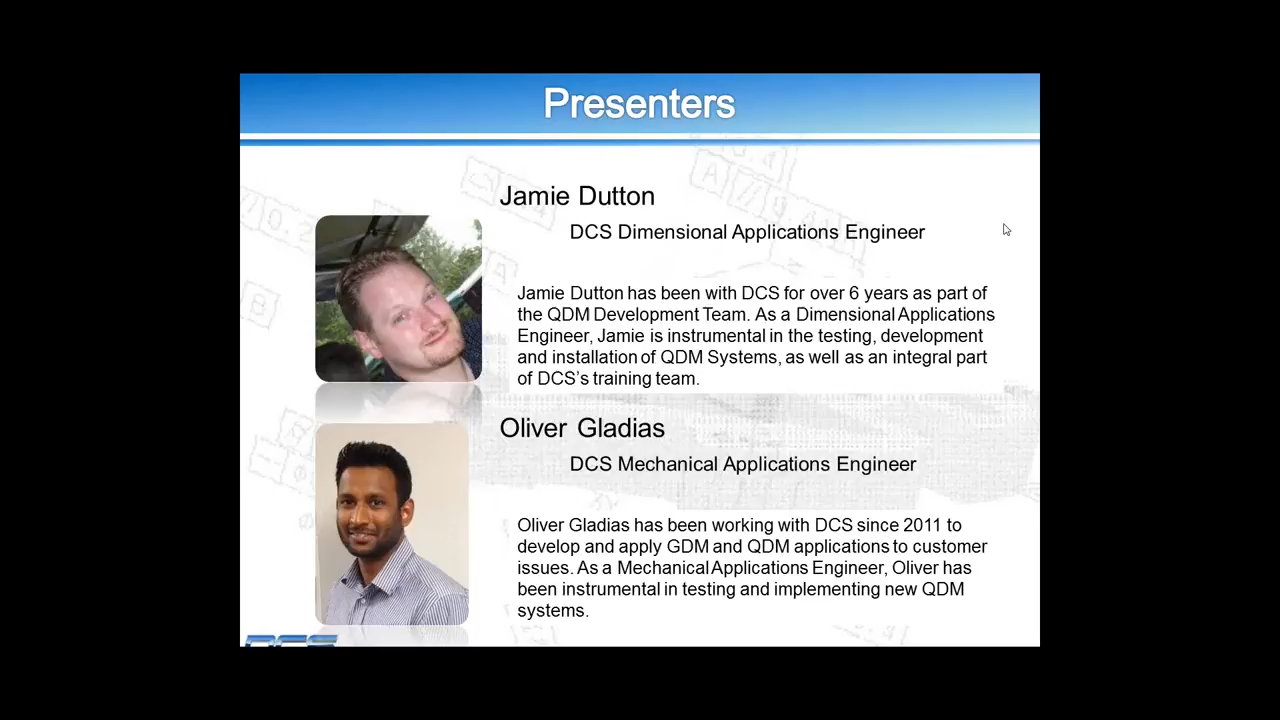 Presenters
Jamie Dutton
DCS Dimensional Applications Engineer
Jamie Dutton has been with DCS for over 6 years as part of
the QDM Development Team. As a Dimensional Applications
Engineer, Jamie is instrumental in the testing, development
and installation of QDM Systems, as well as an integral part
of DCS’s training team.
Oliver Gladias
DCS Mechanical Applications Engineer
Oliver Gladias has been working with DCS since 2011 to
develop and apply GDM and QDM applications to customer
issues. As a Mechanical Applications Engineer, Oliver has
been instrumental in testing and implementing new QDM
systems.
DCS